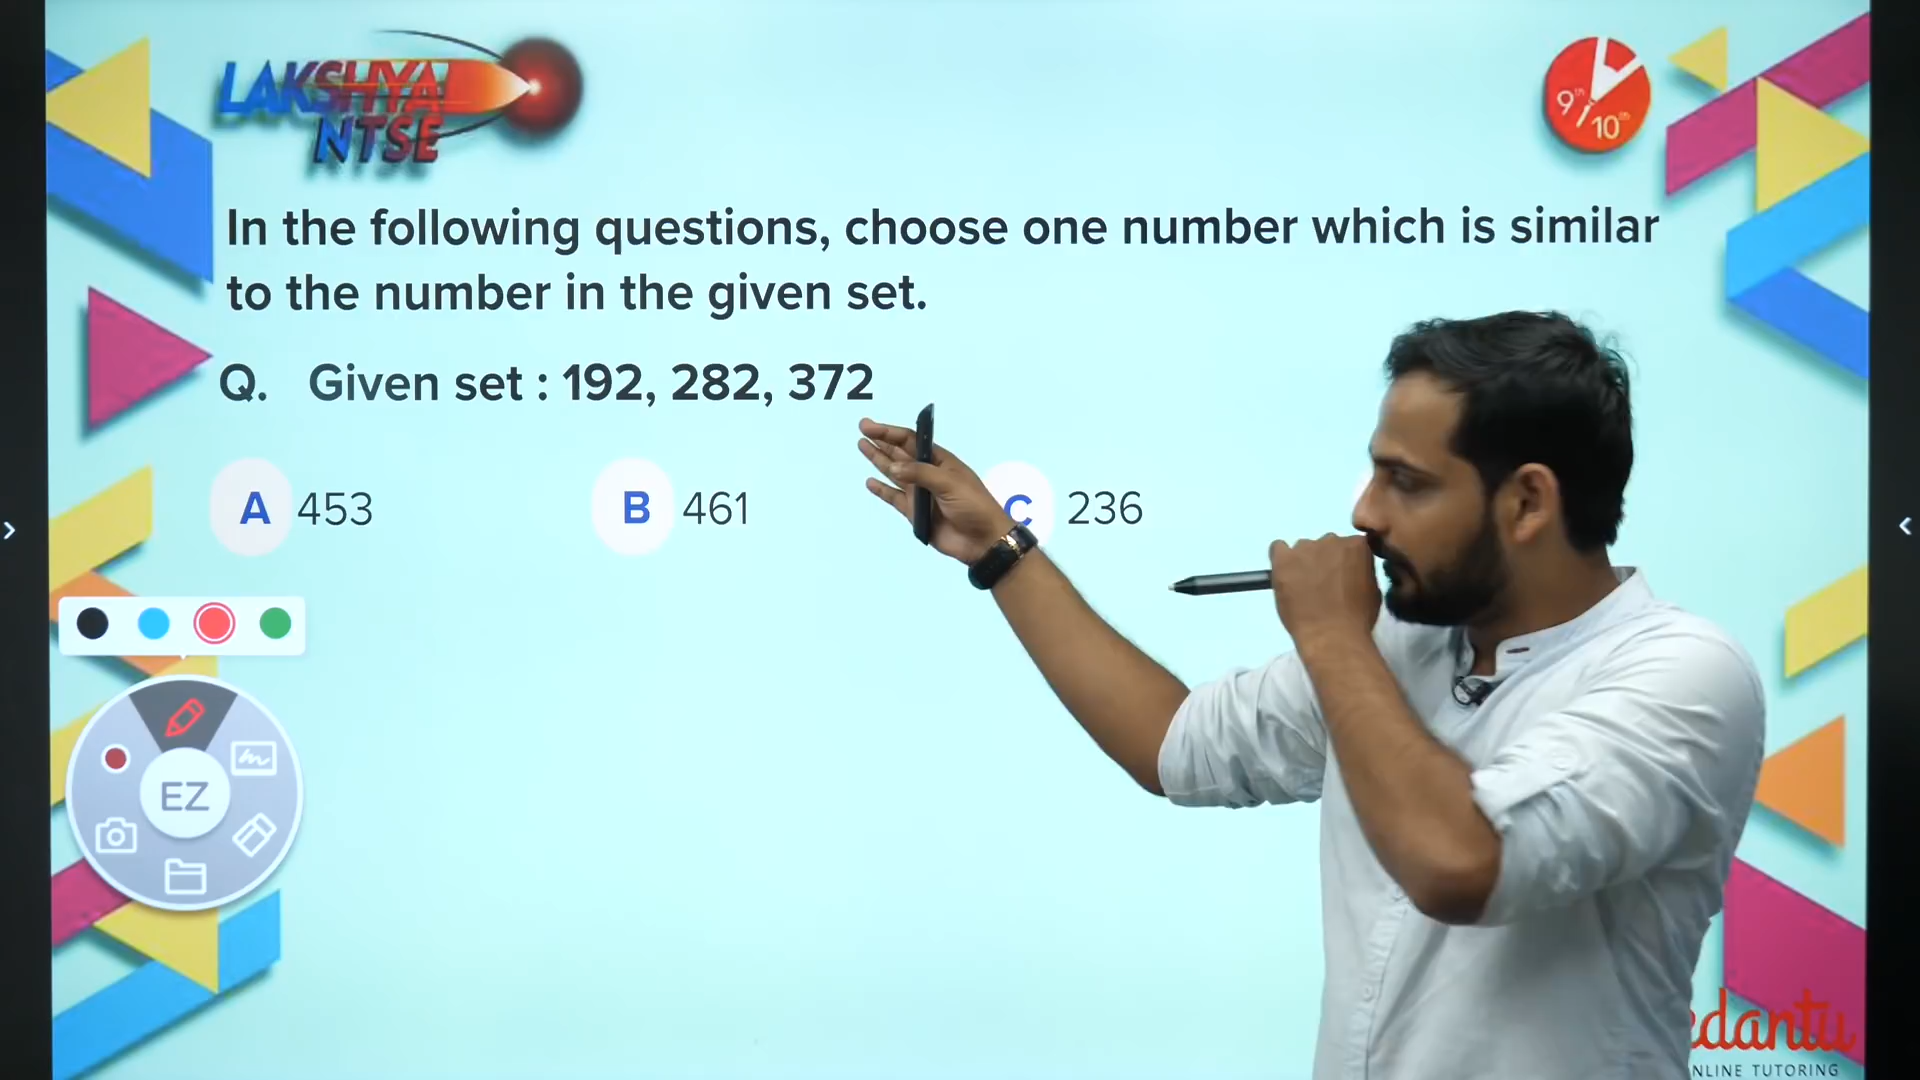 LAKSHYA
NTSE
9th/10th
In the following questions, choose one number which is similar
to the number in the given set.
Q. Given set : 192, 282, 372
A 453
B 461
C 236
EZ
edantu
NLINE TUTORING